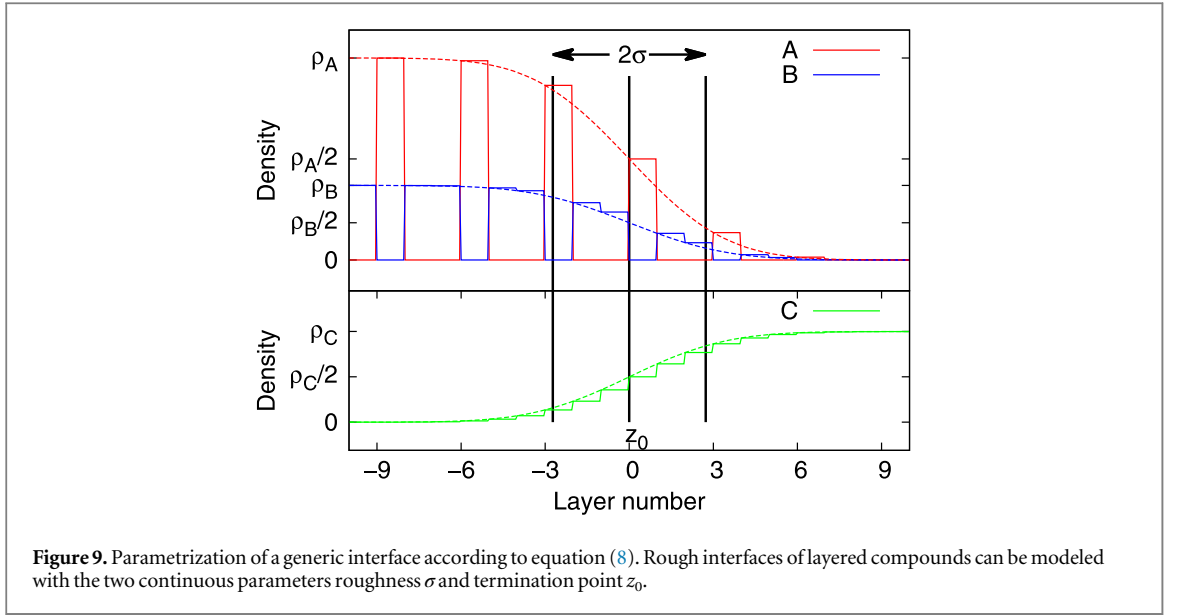 ρA
2σ
A
B
Density
ρA/2
ρB
ρB/2
0
C
Density
ρC
ρC/2
0
z0
−9 −6 −3 0 3 6 9
Layer number
Figure 9. Parametrization of a generic interface according to equation (8). Rough interfaces of layered compounds can be modeled
with the two continuous parameters roughness σ and termination point z0.